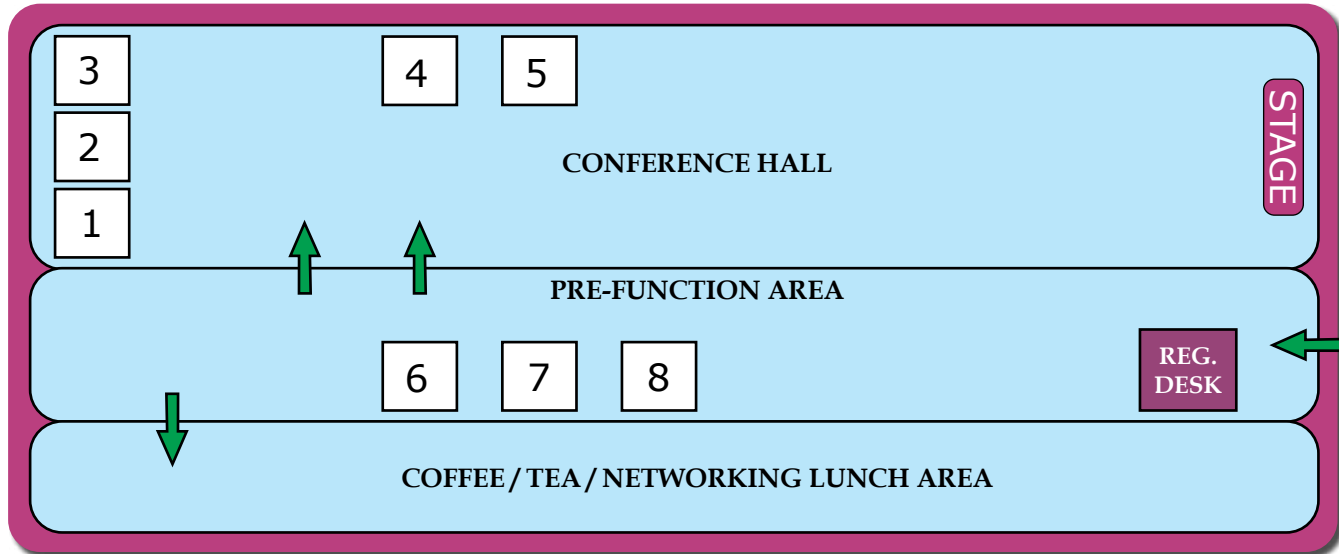 3
4
5
STAGE
2
CONFERENCE HALL
1
PRE-FUNCTION AREA
6
7
8
REG.
DESK
COFFEE / TEA / NETWORKING LUNCH AREA